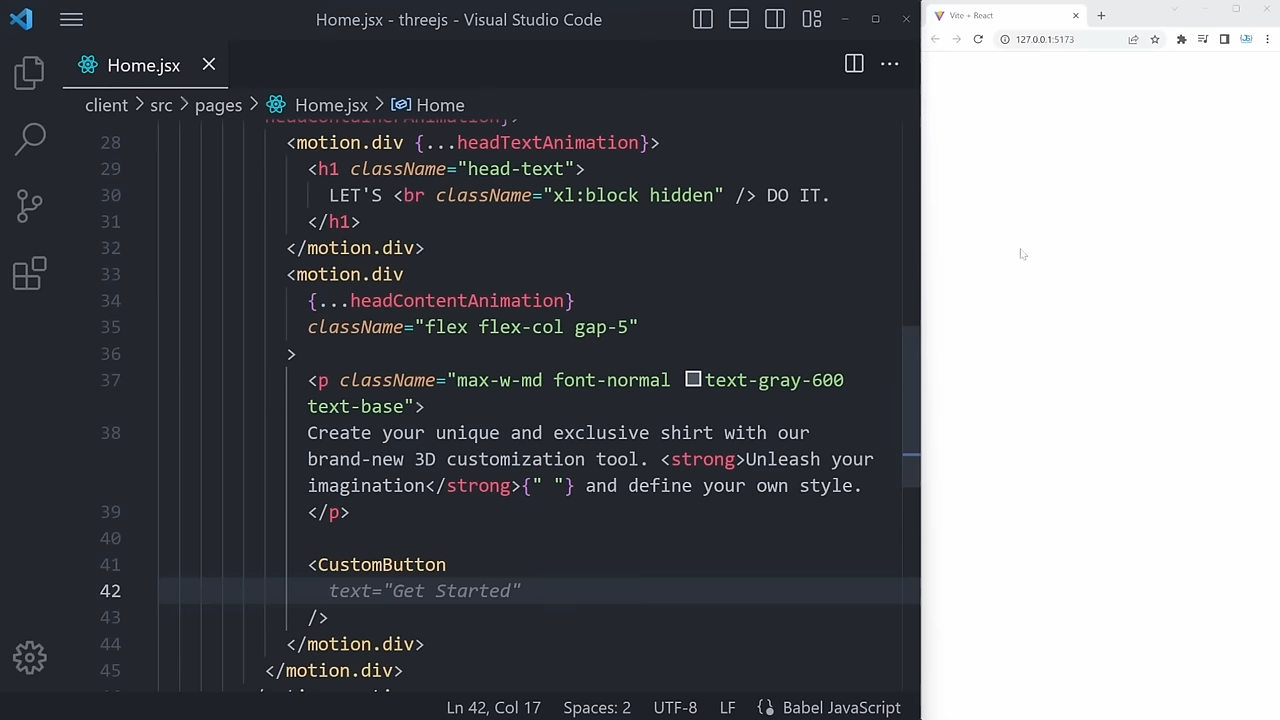 Home.jsx - threejs - Visual Studio Code
Home.jsx
client > src > pages > Home.jsx > Home
28 <motion.div {...headTextAnimation}>
29 <h1 className="head-text">
30 LET'S <br className="xl:block hidden" /> DO IT.
31 </h1>
32 </motion.div>
33 <motion.div
34 {...headContentAnimation}
35 className="flex flex-col gap-5"
36 >
37 <p className="max-w-md font-normal text-gray-600
text-base">
38 Create your unique and exclusive shirt with our
brand-new 3D customization tool. <strong>Unleash your
imagination</strong>{" "} and define your own style.
39 </p>
40
41 <CustomButton
42 text="Get Started"
43 />
44 </motion.div>
45 </motion.div>
Ln 42, Col 17 Spaces: 2 UTF-8 LF Babel JavaScript
Vite + React
127.0.0.1:5173